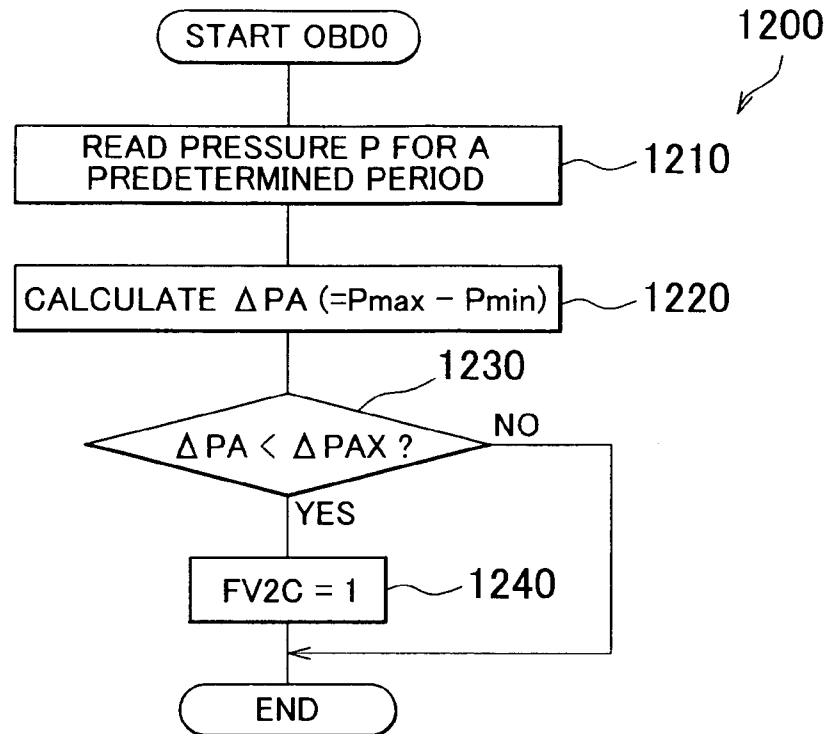 START OBD0
1200
READ PRESSURE P FOR A
PREDETERMINED PERIOD
1210
CALCULATE ΔPA (=Pmax – Pmin)
1220
1230
ΔPA < ΔPAX ?
NO
YES
FV2C = 1
1240
END